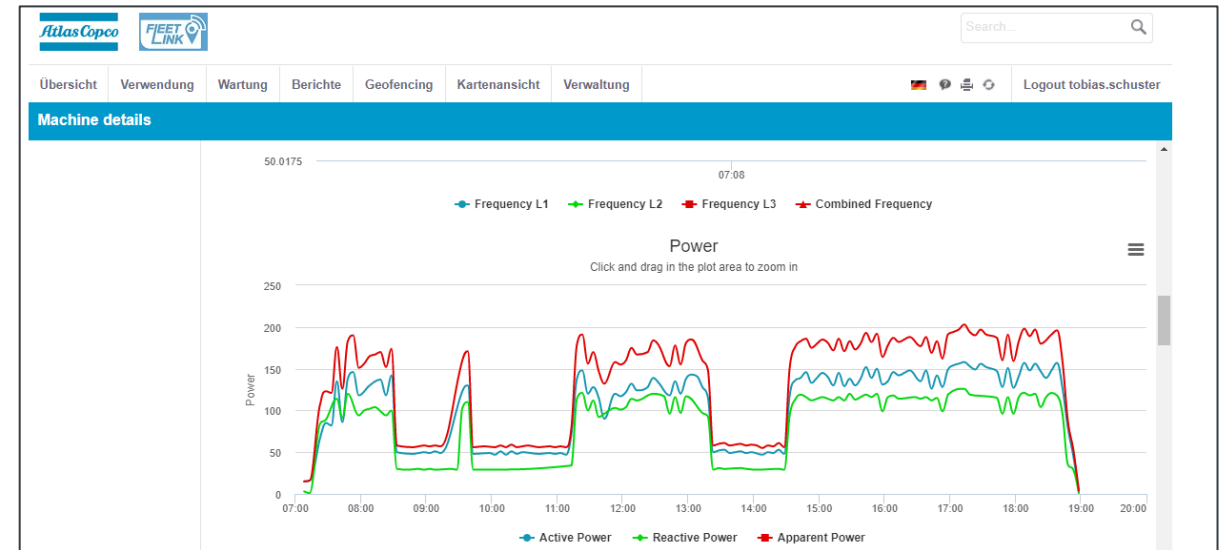 Atlas Copco FLEET LINK Search...
Übersicht Verwendung Wartung Berichte Geofencing Kartenansicht Verwaltung Logout tobias.schuster
Machine details
50.0175
07:08
Frequency L1 Frequency L2 Frequency L3 Combined Frequency
Power
Click and drag in the plot area to zoom in
250
200
150
100
50
0
Power
07:00 08:00 09:00 10:00 11:00 12:00 13:00 14:00 15:00 16:00 17:00 18:00 19:00 20:00
Active Power Reactive Power Apparent Power